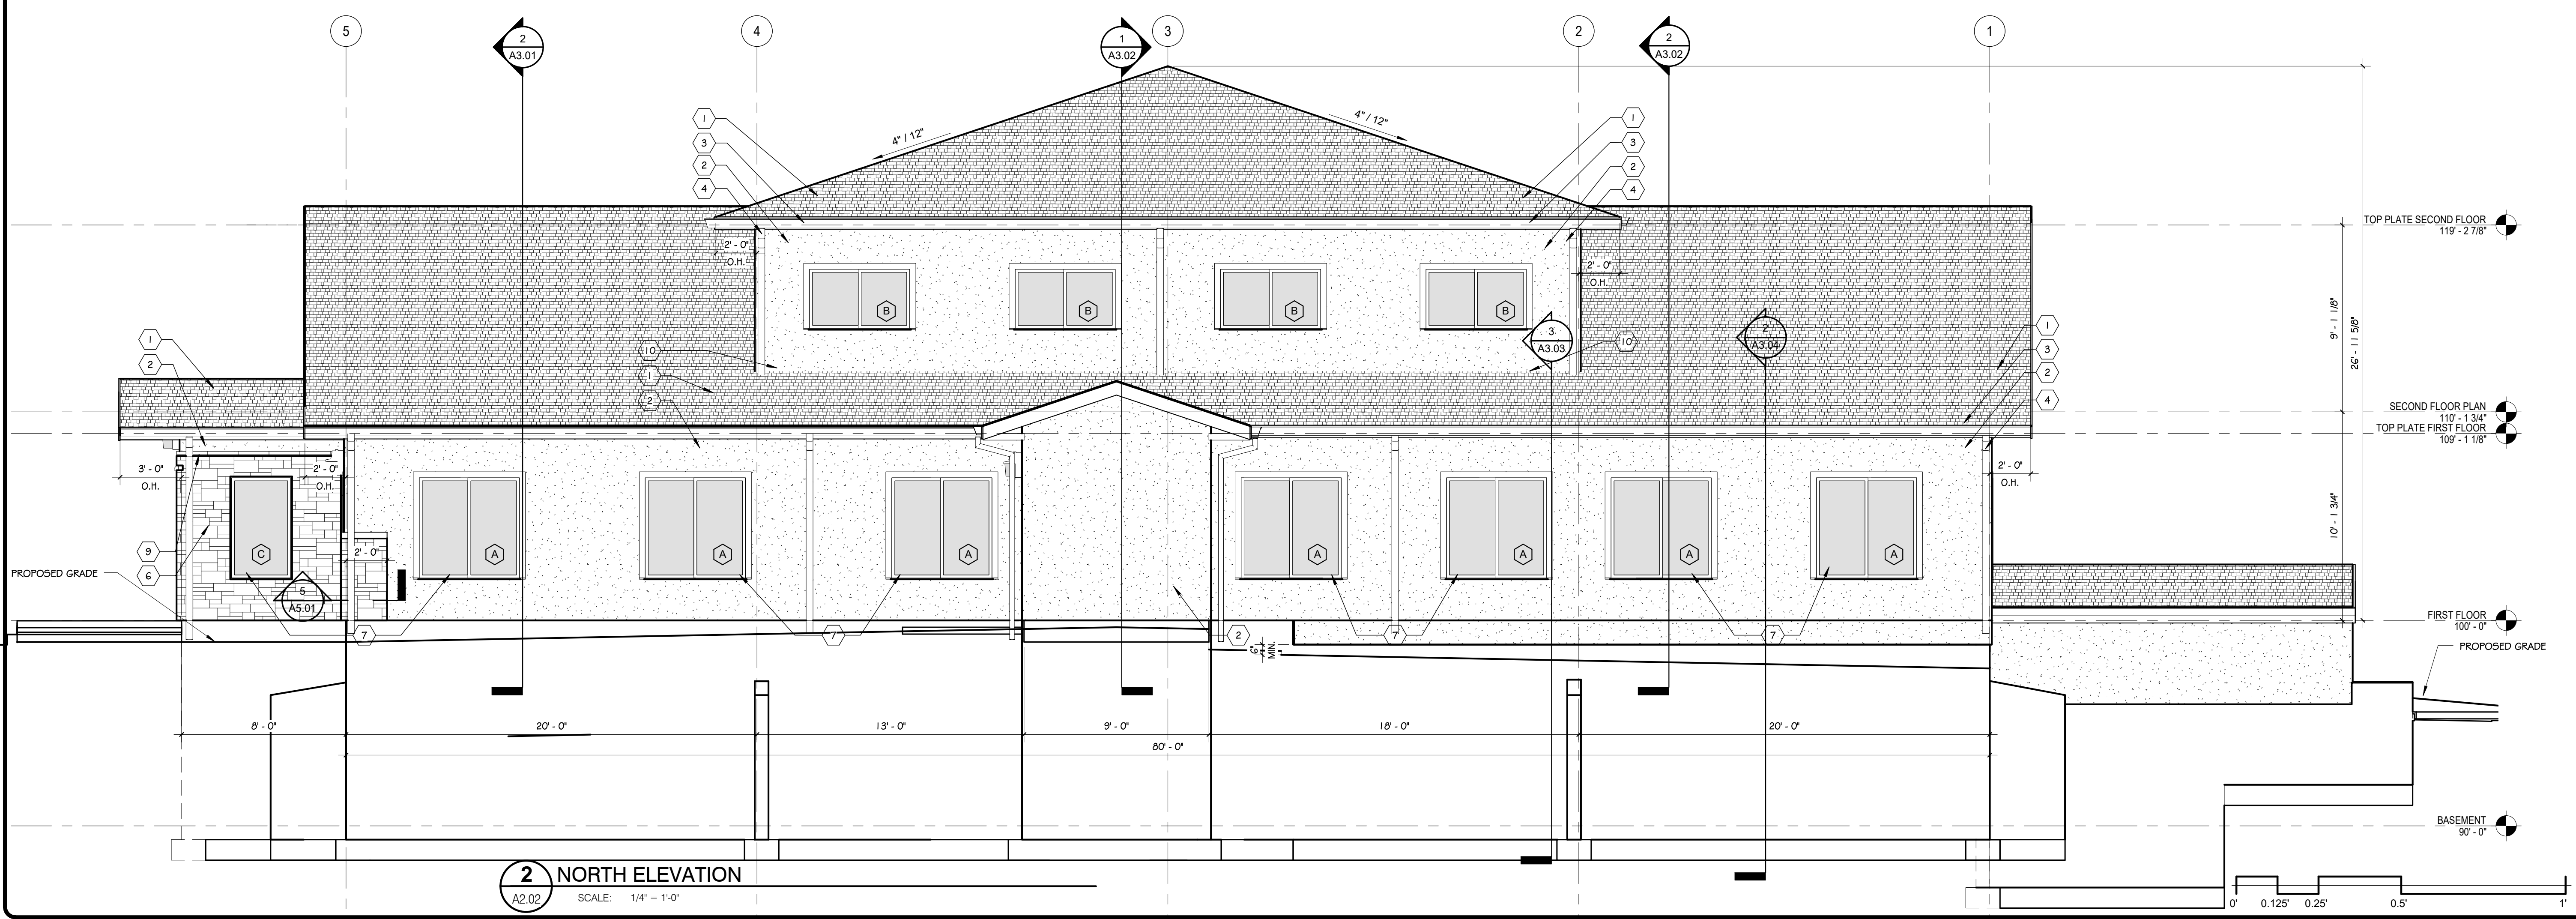 5
2
A3.01
4
1
A3.02
3
2
2
A3.02
1
4" / 12"
4" / 12"
1
3
2
4
1
3
2
4
TOP PLATE SECOND FLOOR
119' - 2 7/8"
2' - 0"
O.H.
2' - 0"
O.H.
B
B
B
B
9' - 1 1/8"
26' - 11 5/8"
1
2
10
1
2
3
A3.03
10
2
A3.04
1
3
2
4
SECOND FLOOR PLAN
110' - 1 3/4"
TOP PLATE FIRST FLOOR
109' - 1 1/8"
3' - 0"
O.H.
2' - 0"
O.H.
2' - 0"
O.H.
10' - 1 3/4"
C
2' - 0"
A
A
A
A
A
A
A
9
6
PROPOSED GRADE
5
A5.01
7
7
2
7
7
6"
MIN.
FIRST FLOOR
100' - 0"
PROPOSED GRADE
8' - 0"
20' - 0"
13' - 0"
9' - 0"
18' - 0"
20' - 0"
80' - 0"
BASEMENT
90' - 0"
2
A2.02
NORTH ELEVATION
SCALE: 1/4" = 1'-0"
0' 0.125' 0.25' 0.5' 1'